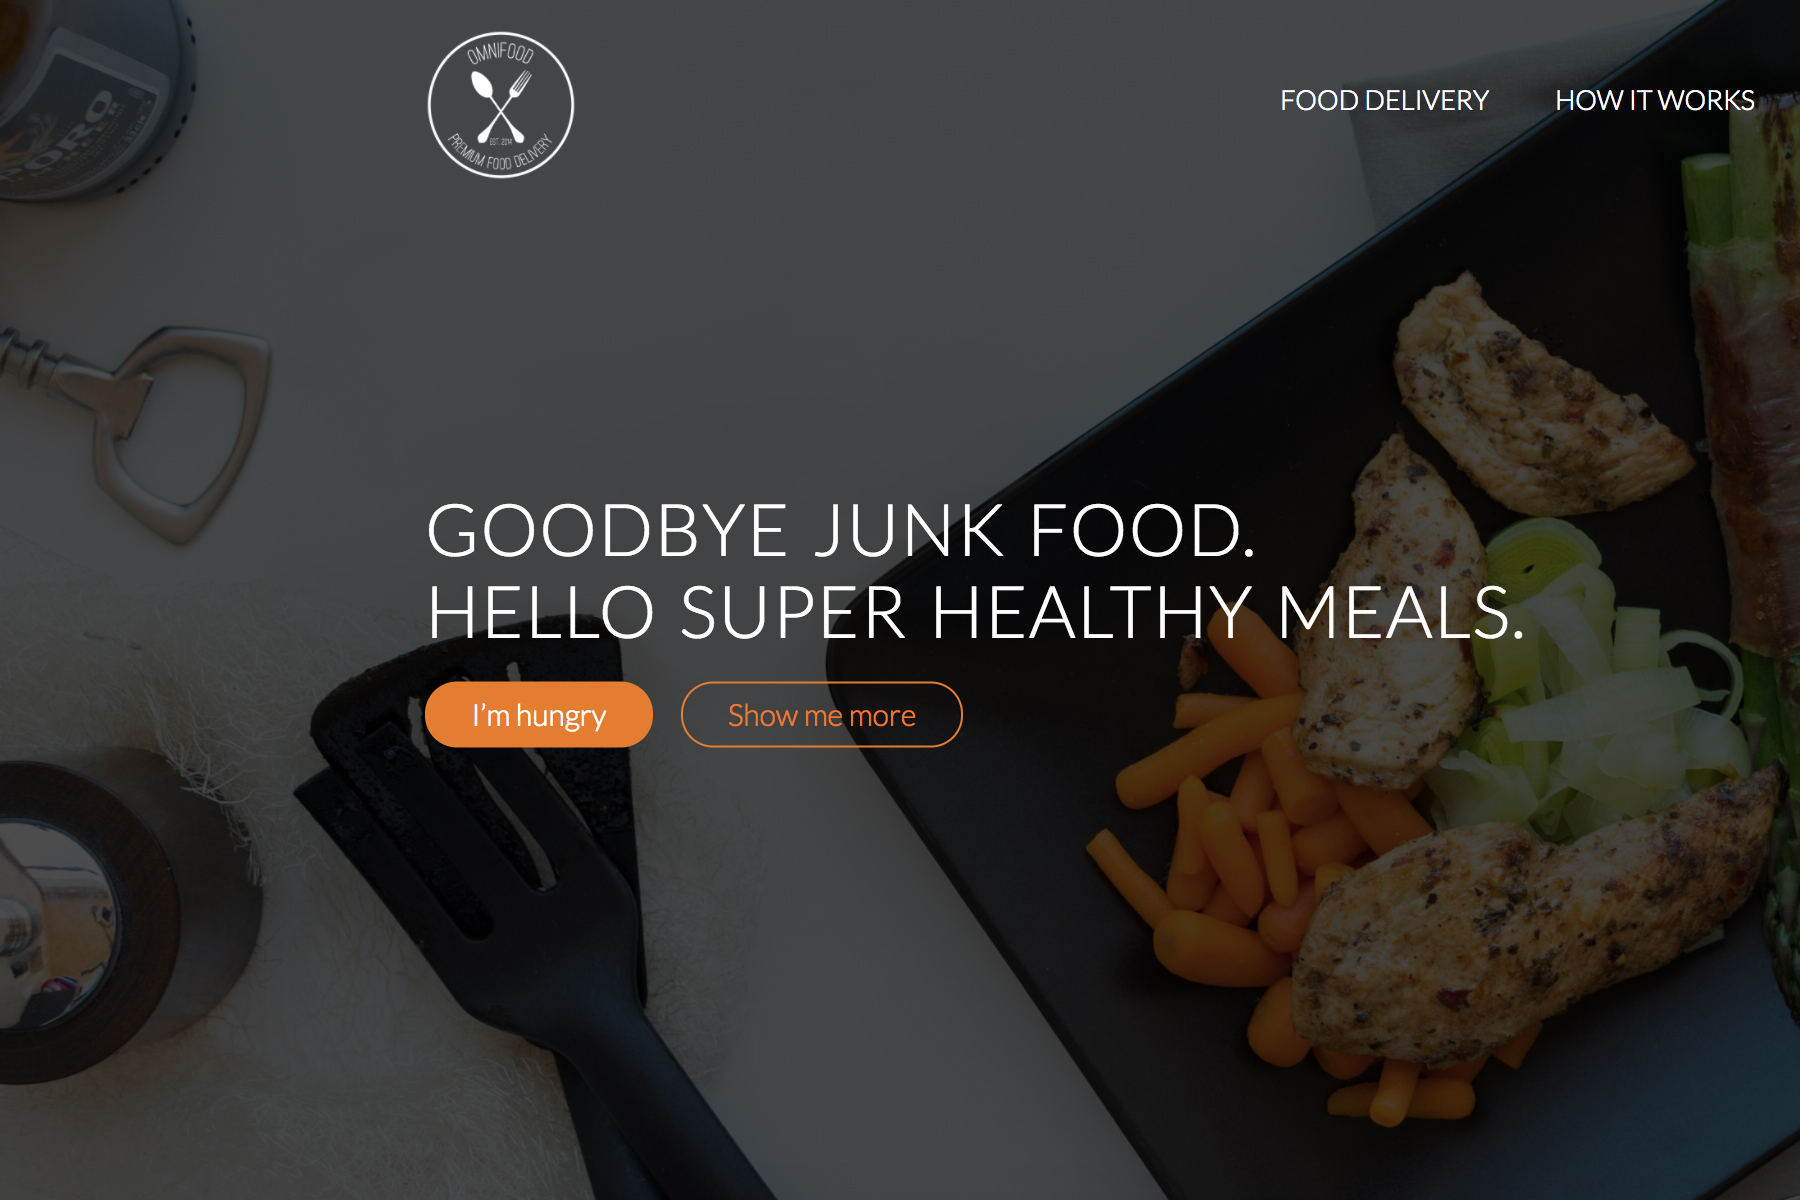 OMNIFOOD
EST. 2014
PREMIUM FOOD DELIVERY
FOOD DELIVERY
HOW IT WORKS
GOODBYE JUNK FOOD.
HELLO SUPER HEALTHY MEALS.
I'm hungry
Show me more